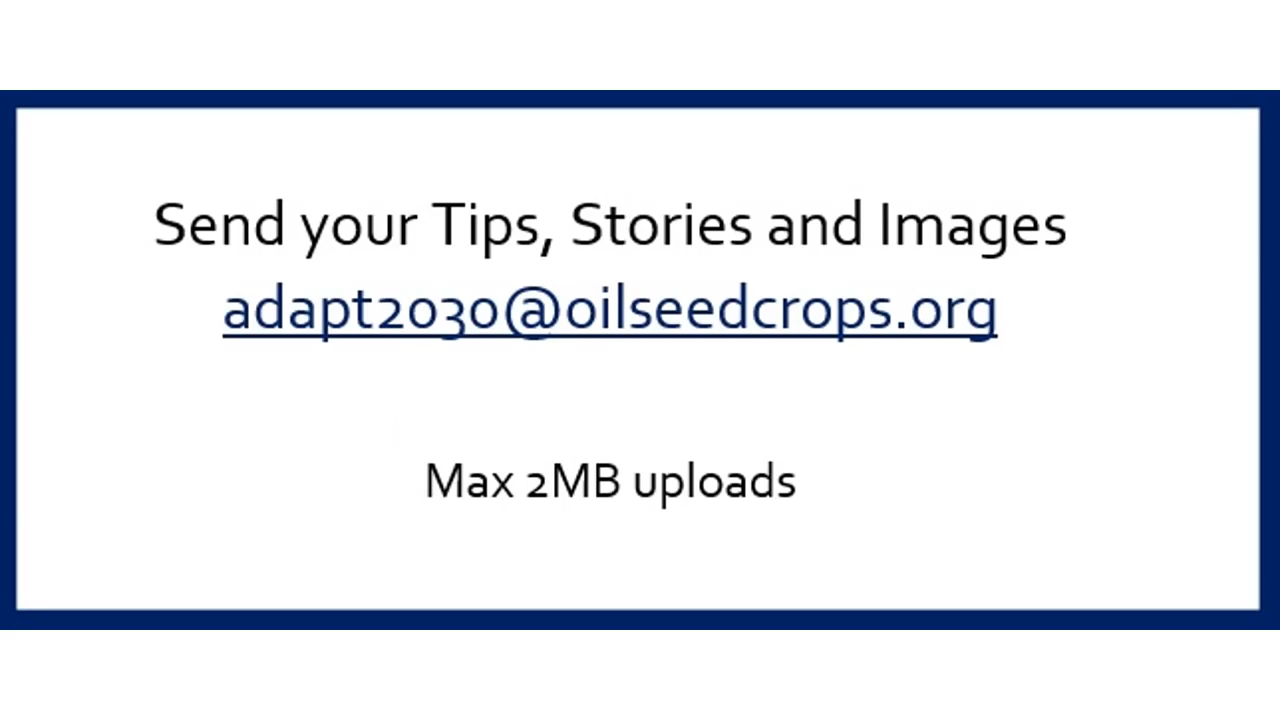 Send your Tips, Stories and Images
adapt2030@oilseedcrops.org
Max 2MB uploads